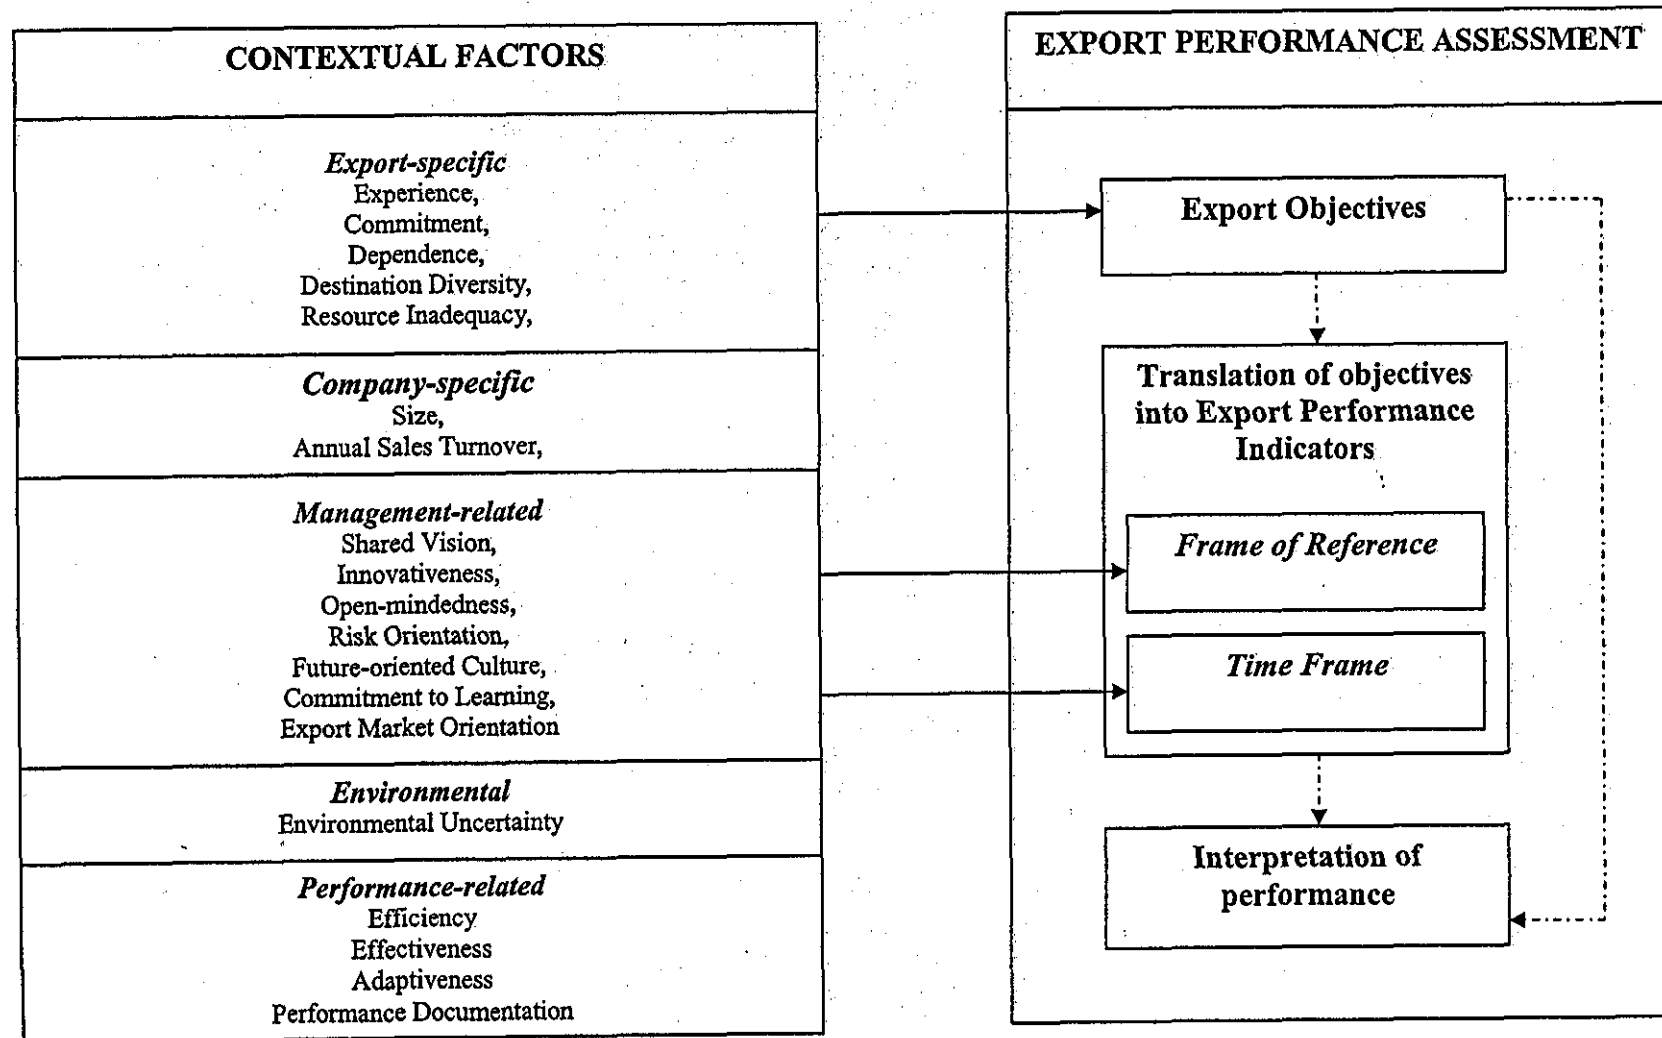 CONTEXTUAL FACTORS
Export-specific
Experience,
Commitment,
Dependence,
Destination Diversity,
Resource Inadequacy,
Company-specific
Size,
Annual Sales Turnover,
Management-related
Shared Vision,
Innovativeness,
Open-mindedness,
Risk Orientation,
Future-oriented Culture,
Commitment to Learning,
Export Market Orientation
Environmental
Environmental Uncertainty
Performance-related
Efficiency
Effectiveness
Adaptiveness
Performance Documentation
EXPORT PERFORMANCE ASSESSMENT
Export Objectives
Translation of objectives
into Export Performance
Indicators
Frame of Reference
Time Frame
Interpretation of
performance